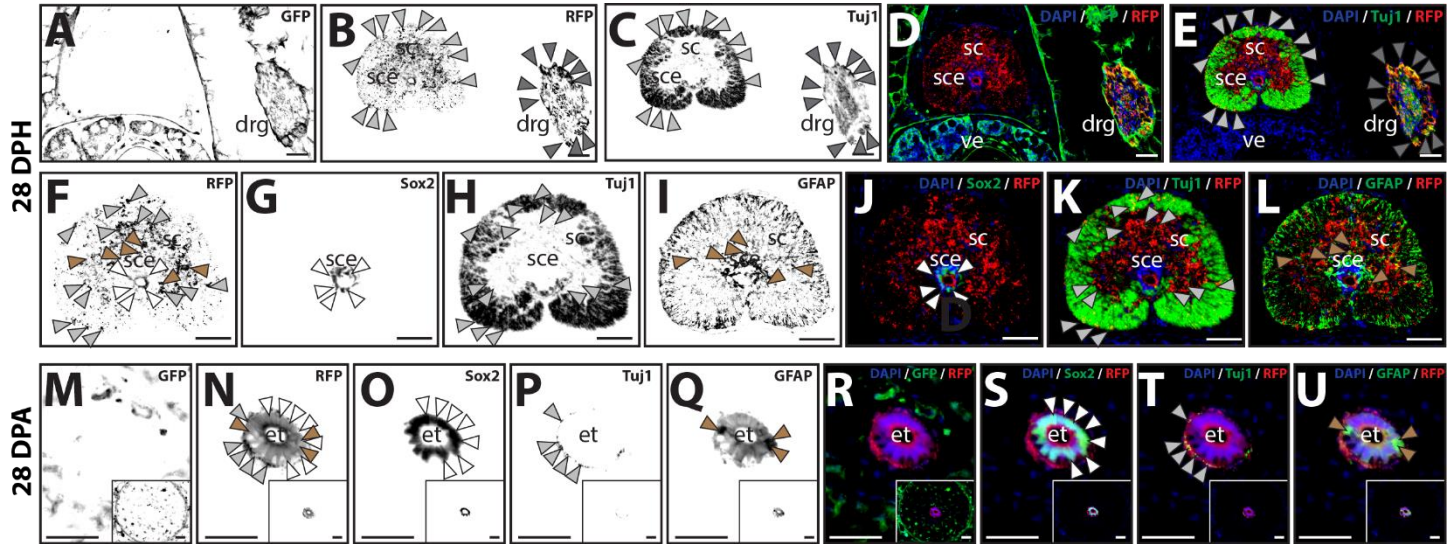 28 DPH
A GFP
sc
sce
drg
B RFP
sc
sce
drg
C Tuj1
sc
sce
drg
D DAPI / GFP / RFP
sc
sce
ve
drg
E DAPI / Tuj1 / RFP
sc
sce
ve
drg
F RFP
sc
sce
G Sox2
sce
H Tuj1
sc
sce
I GFAP
sc
sce
J DAPI / Sox2 / RFP
sc
sce
D
K DAPI / Tuj1 / RFP
sc
sce
L DAPI / GFAP / RFP
sc
sce
28 DPA
M GFP
N RFP
et
O Sox2
et
P Tuj1
et
Q GFAP
et
R DAPI / GFP / RFP
et
S DAPI / Sox2 / RFP
et
T DAPI / Tuj1 / RFP
et
U DAPI / GFAP / RFP
et